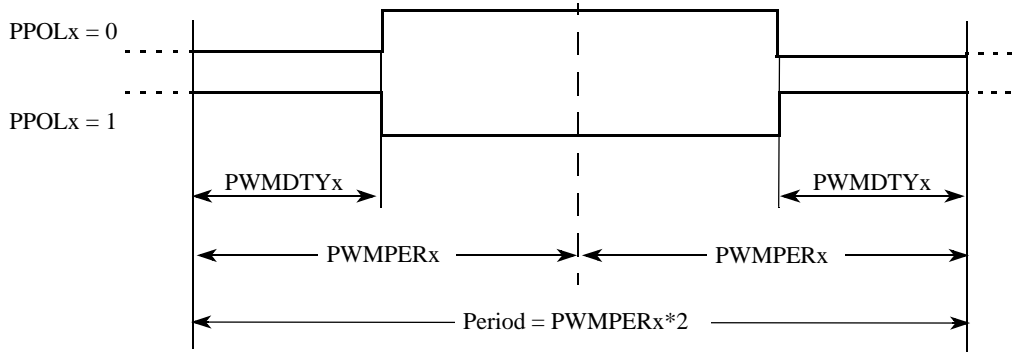 PPOLx = 0
PPOLx = 1
PWMDTYx PWMDTYx
PWMPERx PWMPERx
Period = PWMPERx*2